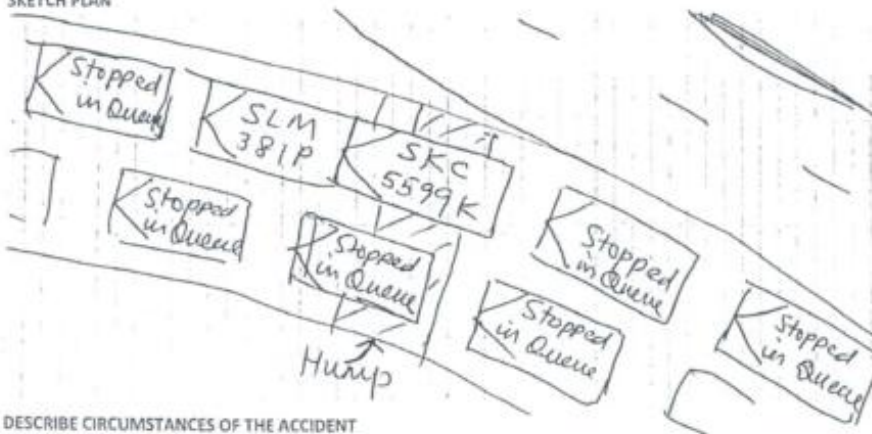 SKETCH PLAN
Stopped
in Queue
SLM
381P
SKC
5599K
Stopped
in Queue
Stopped
in Queue
Stopped
in Queue
Stopped
in Queue
Stopped
in Queue
Hump
DESCRIBE CIRCUMSTANCES OF THE ACCIDENT